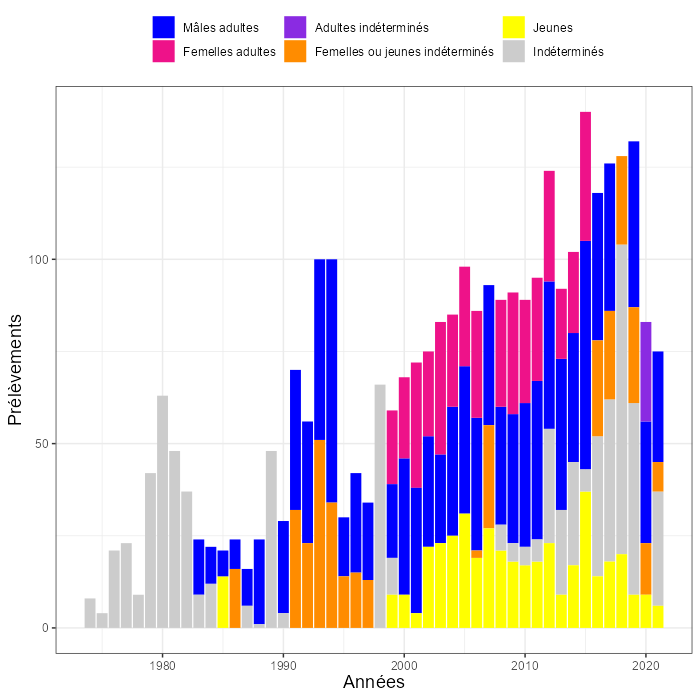 Mâles adultes Adultes indéterminés Jeunes
Femelles adultes Femelles ou jeunes indéterminés Indéterminés
100
50
0
Prélèvements
1980 1990 2000 2010 2020
Années